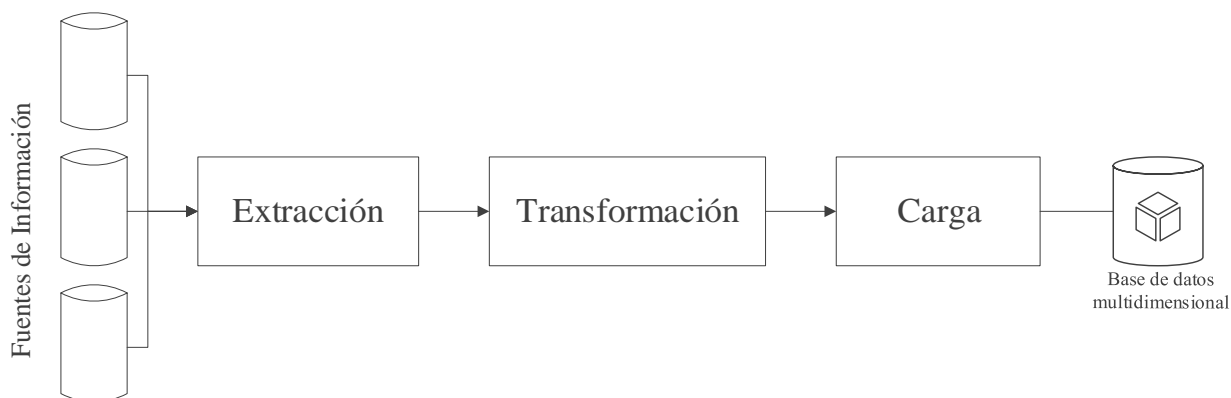 Fuentes de Información
Extracción
Transformación
Carga
Base de datos
multidimensional